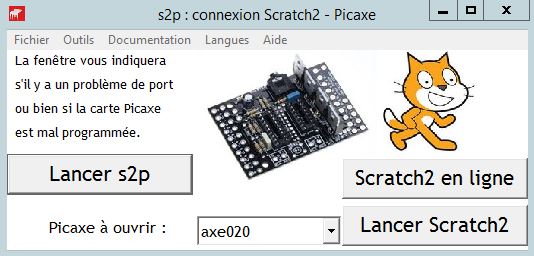 s2p : connexion Scratch2 - Picaxe
Fichier Outils Documentation Langues Aide
La fenêtre vous indiquera
s'il y a un problème de port
ou bien si la carte Picaxe
est mal programmée.
Lancer s2p
Scratch2 en ligne
Picaxe à ouvrir :
axe020
Lancer Scratch2